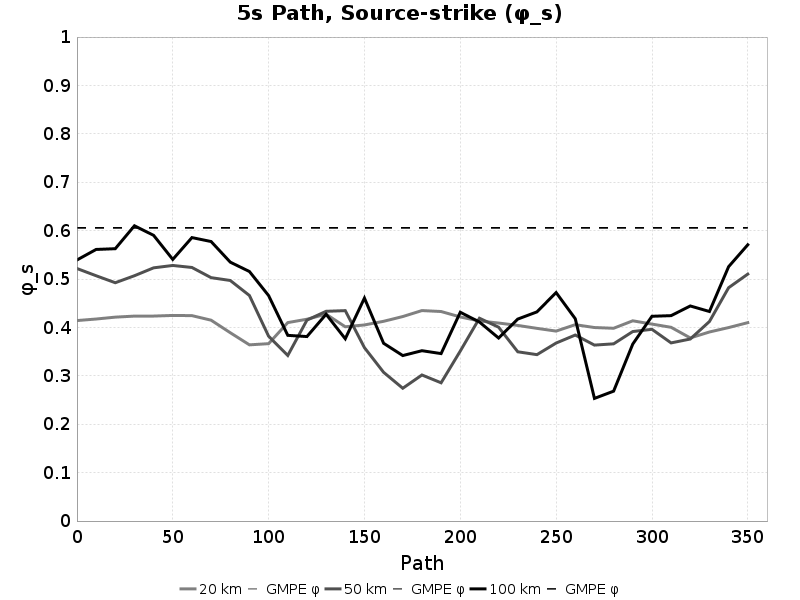 5s Path, Source-strike (φ_s)
1
0.9
0.8
0.7
0.6
0.5
0.4
0.3
0.2
0.1
0
φ_s
0 50 100 150 200 250 300 350
Path
20 km GMPE φ 50 km GMPE φ 100 km GMPE φ